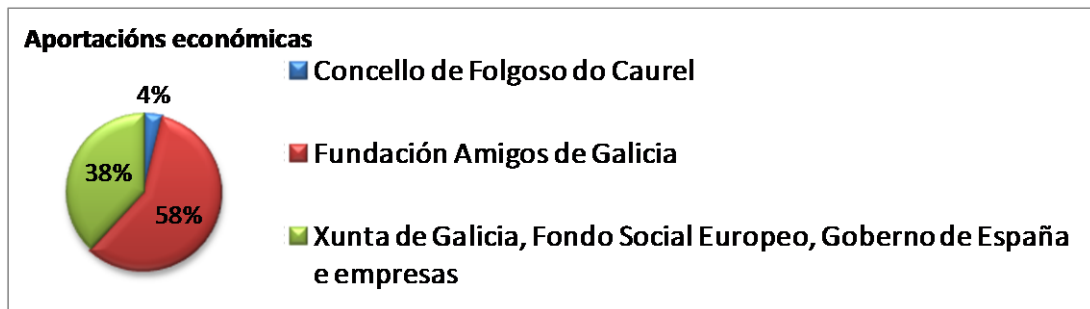 Aportacións económicas
4%
38%
58%
Concello de Folgoso do Caurel
Fundación Amigos de Galicia
Xunta de Galicia, Fondo Social Europeo, Goberno de España
e empresas